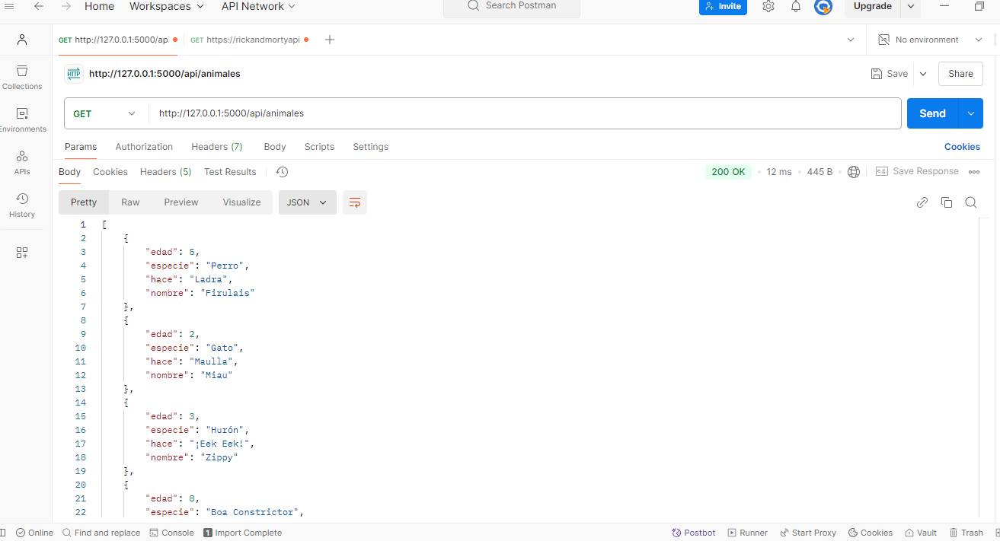 Home Workspaces API Network Search Postman Invite Upgrade
GET http://127.0.0.1:5000/ap GET https://rickandmortyapi No environment
HTTP http://127.0.0.1:5000/api/animales Save Share
Collections
GET http://127.0.0.1:5000/api/animales Send
Environments
Params Authorization Headers (7) Body Scripts Settings Cookies
APIs
Body Cookies Headers (5) Test Results 200 OK 12 ms 445 B e.g. Save Response
History
Pretty Raw Preview Visualize JSON
1 [
2 {
3 "edad": 5,
4 "especie": "Perro",
5 "hace": "Ladra",
6 "nombre": "Firulais"
7 },
8 {
9 "edad": 2,
10 "especie": "Gato",
11 "hace": "Maulla",
12 "nombre": "Miau"
13 },
14 {
15 "edad": 3,
16 "especie": "Hurón",
17 "hace": "¡Eek Eek!",
18 "nombre": "Zippy"
19 },
20 {
21 "edad": 8,
22 "especie": "Boa Constrictor",
Online Find and replace Console 1 Import Complete Postbot Runner Start Proxy Cookies Vault Trash